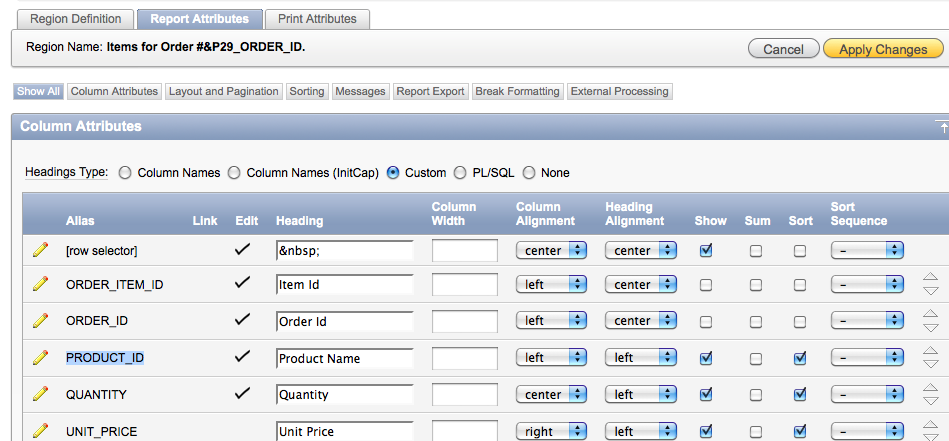 Region Definition Report Attributes Print Attributes
Region Name: Items for Order #&P29_ORDER_ID. Cancel Apply Changes
Show All Column Attributes Layout and Pagination Sorting Messages Report Export Break Formatting External Processing
Column Attributes
Headings Type: Column Names Column Names (InitCap) Custom PL/SQL None
Alias Link Edit Heading Column Width Column Alignment Heading Alignment Show Sum Sort Sort Sequence
[row selector] &nbsp; center center -
ORDER_ITEM_ID Item Id left center -
ORDER_ID Order Id left center -
PRODUCT_ID Product Name left left -
QUANTITY Quantity center left -
UNIT_PRICE Unit Price right left -